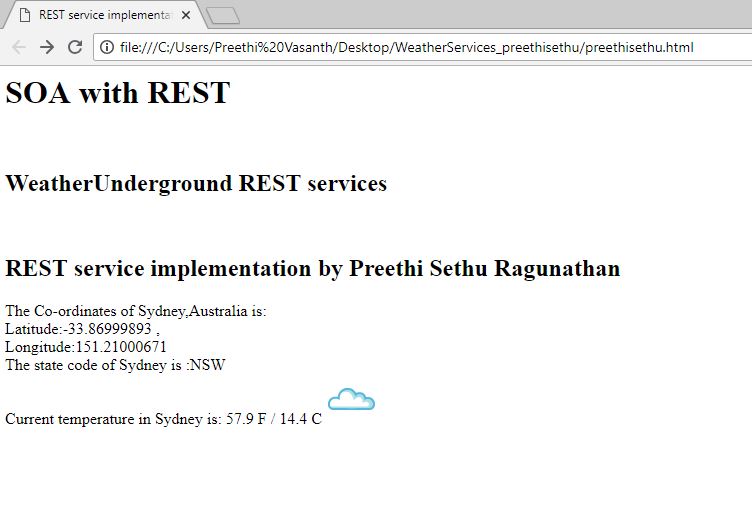 REST service implementa
file:///C:/Users/Preethi%20Vasanth/Desktop/WeatherServices_preethisethu/preethisethu.html
SOA with REST
WeatherUnderground REST services
REST service implementation by Preethi Sethu Ragunathan
The Co-ordinates of Sydney,Australia is:
Latitude:-33.86999893 ,
Longitude:151.21000671
The state code of Sydney is :NSW
Current temperature in Sydney is: 57.9 F / 14.4 C